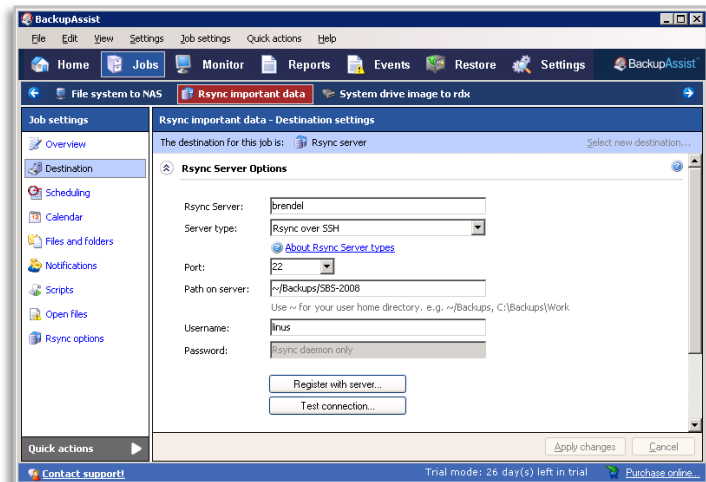 BackupAssist
File Edit View Settings Job settings Quick actions Help
Home Jobs Monitor Reports Events Restore Settings BackupAssist
File system to NAS Rsync important data System drive image to rdx
Job settings
Rsync important data - Destination settings
Overview
Destination
Scheduling
Calendar
Files and folders
Notifications
Scripts
Open files
Rsync options
The destination for this job is: Rsync server Select new destination...
Rsync Server Options
Rsync Server: brendel
Server type: Rsync over SSH
About Rsync Server types
Port: 22
Path on server: ~/Backups/SBS-2008
Use ~ for your user home directory. e.g. ~/Backups, C:\Backups\Work
Username: linus
Password: Rsync daemon only
Register with server...
Test connection...
Quick actions
Apply changes Cancel
Contact support! Trial mode: 26 day(s) left in trial Purchase online...